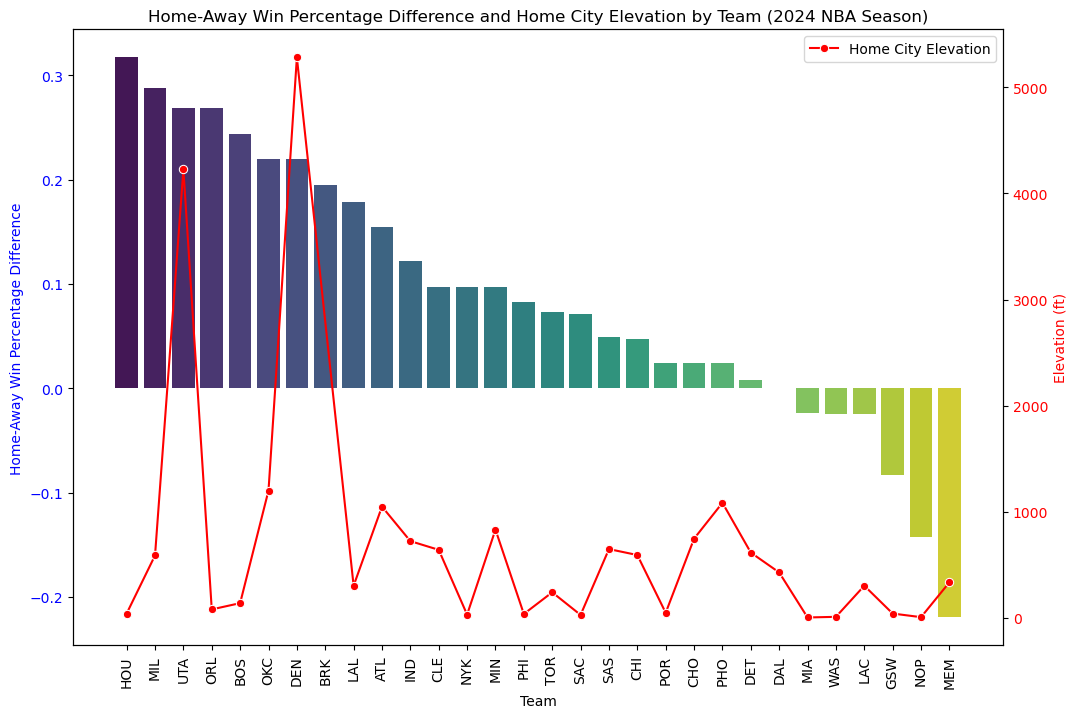 Home-Away Win Percentage Difference and Home City Elevation by Team (2024 NBA Season)
Home City Elevation
Home-Away Win Percentage Difference
0.3
0.2
0.1
0.0
−0.1
−0.2
5000
4000
3000
2000
1000
0
Elevation (ft)
HOU MIL UTA ORL BOS OKC DEN BRK LAL ATL IND CLE NYK MIN PHI TOR SAC SAS CHI POR CHO PHO DET DAL MIA WAS LAC GSW NOP MEM
Team